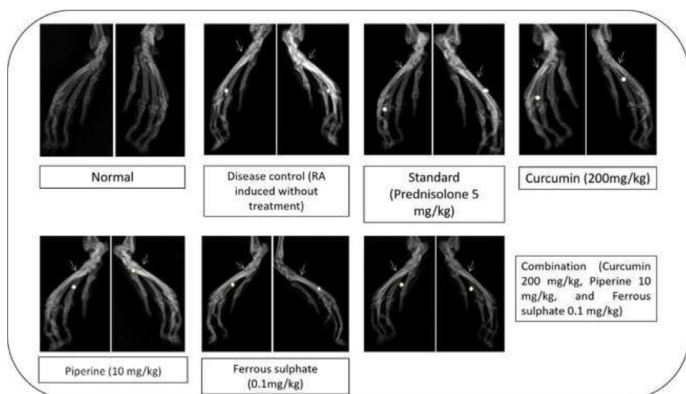 Normal
Disease control (RA
induced without
treatment)
Standard
(Prednisolone 5
mg/kg)
Curcumin (200mg/kg)
Piperine (10 mg/kg)
Ferrous sulphate
(0.1mg/kg)
Combination (Curcumin
200 mg/kg, Piperine 10
mg/kg, and Ferrous
sulphate 0.1 mg/kg)